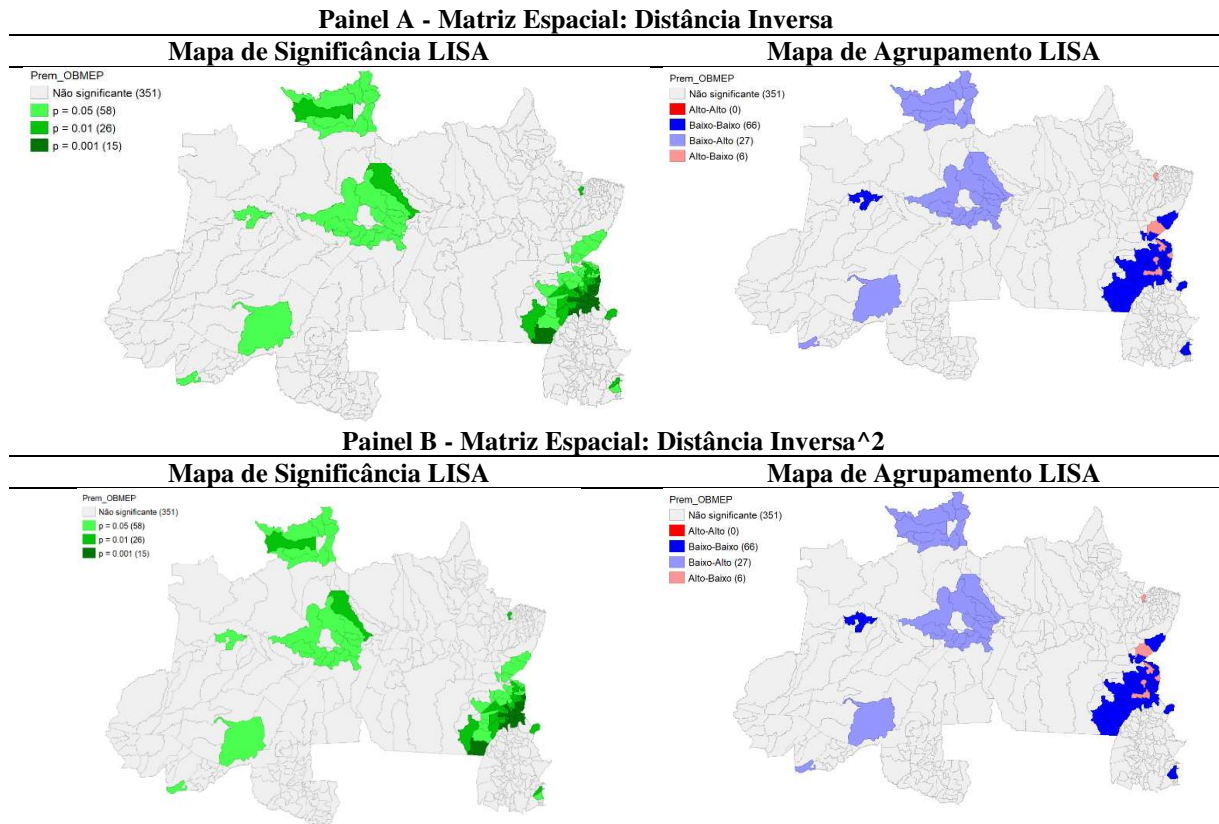 Painel A - Matriz Espacial: Distância Inversa
Mapa de Significância LISA
Mapa de Agrupamento LISA
Prem_OBMEP
Não significante (351)
p = 0.05 (58)
p = 0.01 (26)
p = 0.001 (15)
Prem_OBMEP
Não significante (351)
Alto-Alto (0)
Baixo-Baixo (66)
Baixo-Alto (27)
Alto-Baixo (6)
Painel B - Matriz Espacial: Distância Inversa^2
Mapa de Significância LISA
Mapa de Agrupamento LISA
Prem_OBMEP
Não significante (351)
p = 0.05 (58)
p = 0.01 (26)
p = 0.001 (15)
Prem_OBMEP
Não significante (351)
Alto-Alto (0)
Baixo-Baixo (66)
Baixo-Alto (27)
Alto-Baixo (6)